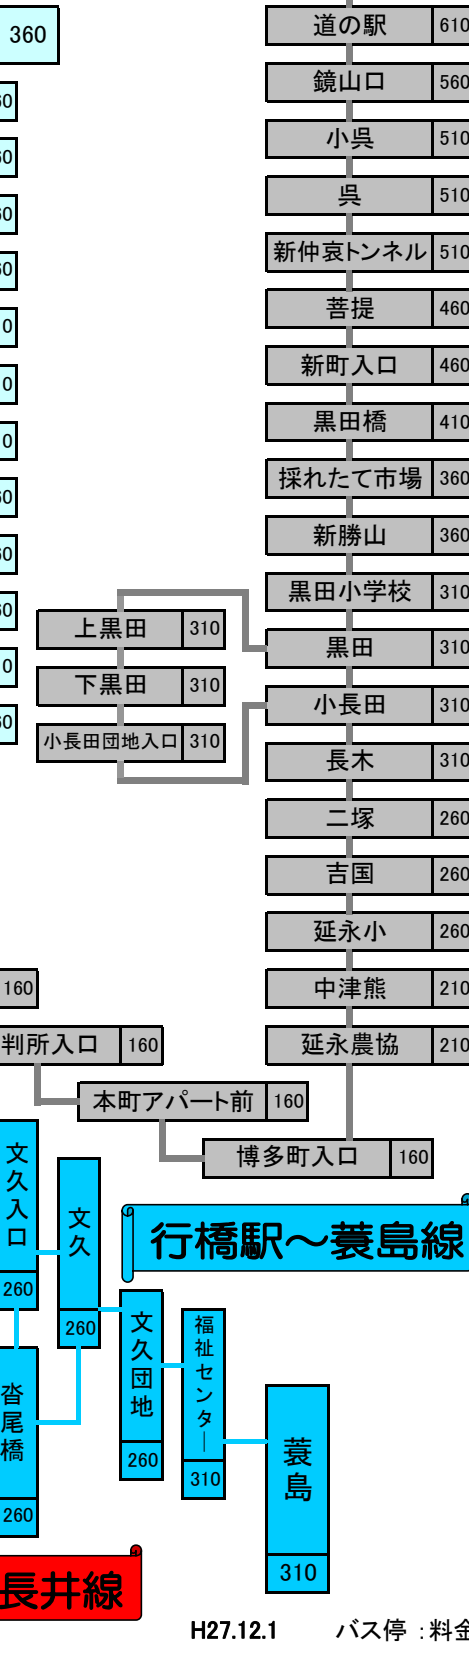 360
道の駅 610
鏡山口 560
小呉 510
呉 510
新仲哀トンネル 510
菩提 460
新町入口 460
黒田橋 410
採れたて市場 360
新勝山 360
黒田小学校 310
黒田 310
小長田 310
長木 310
二塚 260
吉国 260
延永小 260
中津熊 210
延永農協 210
上黒田 310
下黒田 310
小長田団地入口 310
160
判所入口 160
本町アパート前 160
博多町入口 160
文久入口 260
文久 260
行橋駅～蓑島線
沓尾橋 260
文久団地 260
福祉センター 310
蓑島 310
長井線
H27.12.1 バス停 :料金